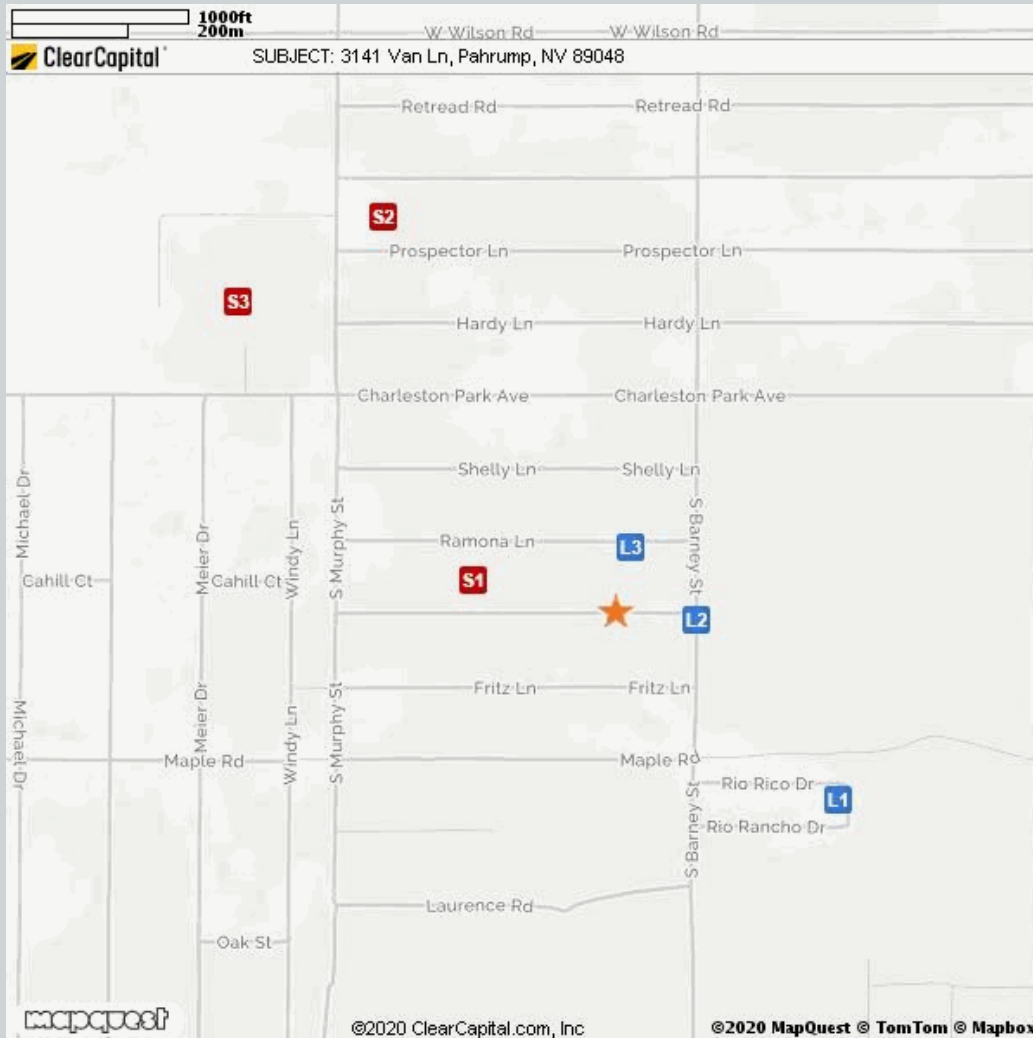 1000ft
200m
W Wilson Rd W Wilson Rd
ClearCapital SUBJECT: 3141 Van Ln, Pahrump, NV 89048
Retread Rd Retread Rd
S2
Prospector Ln Prospector Ln
S3
Hardy Ln Hardy Ln
Charleston Park Ave Charleston Park Ave
Shelly Ln Shelly Ln
Michael Dr
S Murphy St
S Barney St
Meier Dr
Windy Ln
Ramona Ln
L3
Cahill Ct Cahill Ct
S1
L2
Fritz Ln Fritz Ln
Michael Dr
Meier Dr
Windy Ln
S Murphy St
Maple Rd Maple Rd
Rio Rico Dr
L1
S Barney St
Rio Rancho Dr
Laurence Rd
Oak St
mapquest ©2020 ClearCapital.com, Inc ©2020 MapQuest © TomTom © Mapbox